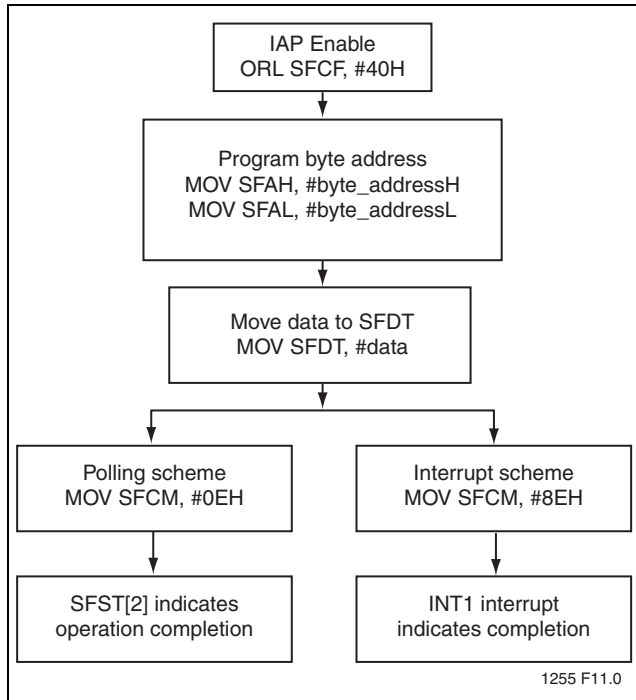 IAP Enable
ORL SFCF, #40H
Program byte address
MOV SFAH, #byte_addressH
MOV SFAL, #byte_addressL
Move data to SFDT
MOV SFDT, #data
Polling scheme
MOV SFCM, #0EH
Interrupt scheme
MOV SFCM, #8EH
SFST[2] indicates
operation completion
INT1 interrupt
indicates completion
1255 F11.0